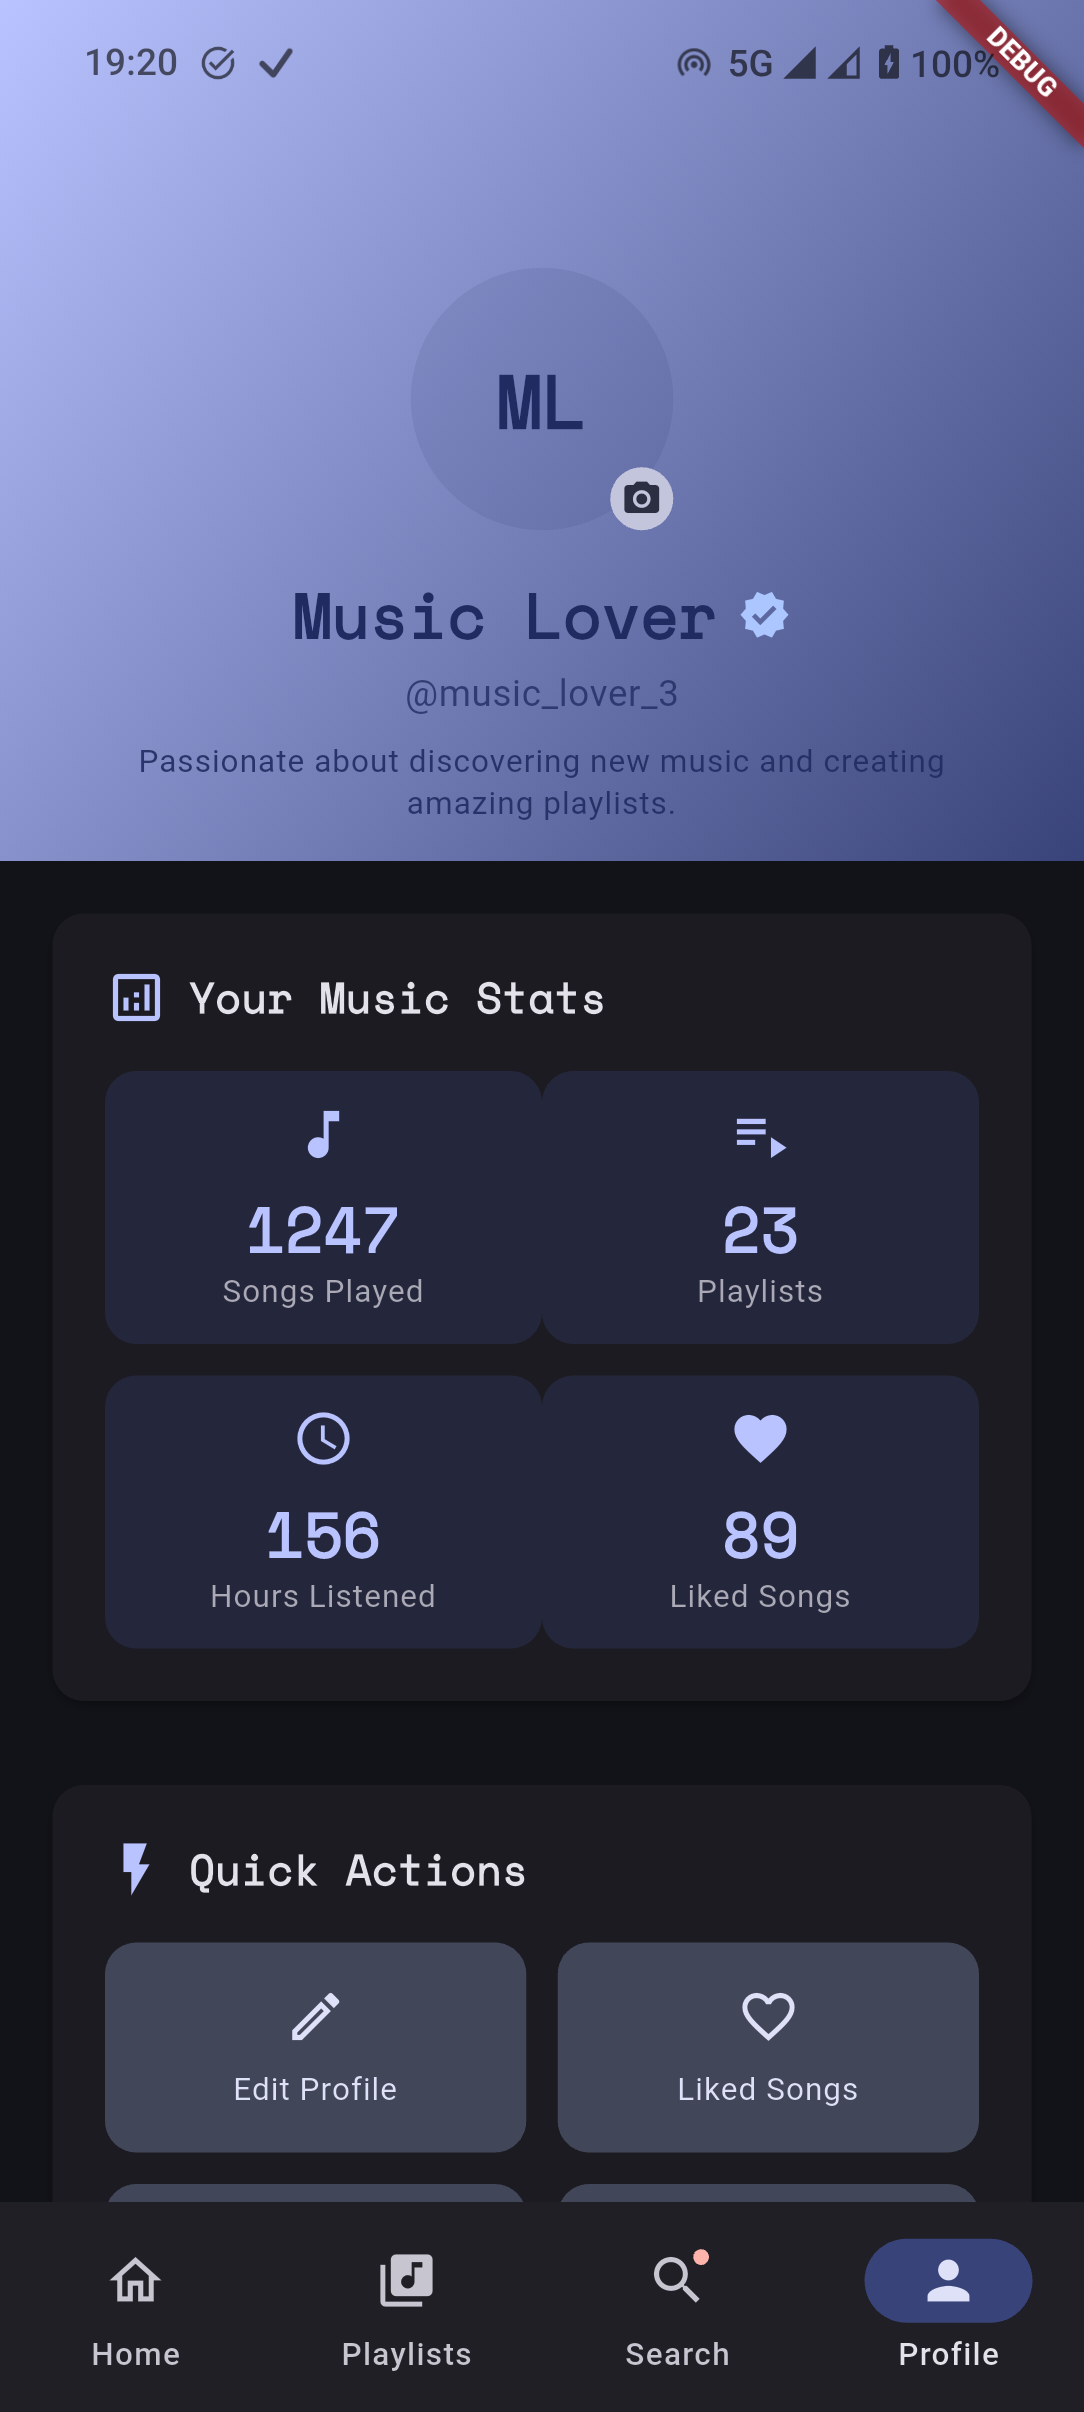 19:20 5G 100%
DEBUG
ML
Music Lover
@music_lover_3
Passionate about discovering new music and creating
amazing playlists.
Your Music Stats
1247 23
Songs Played Playlists
156 89
Hours Listened Liked Songs
Quick Actions
Edit Profile Liked Songs
Home Playlists Search Profile